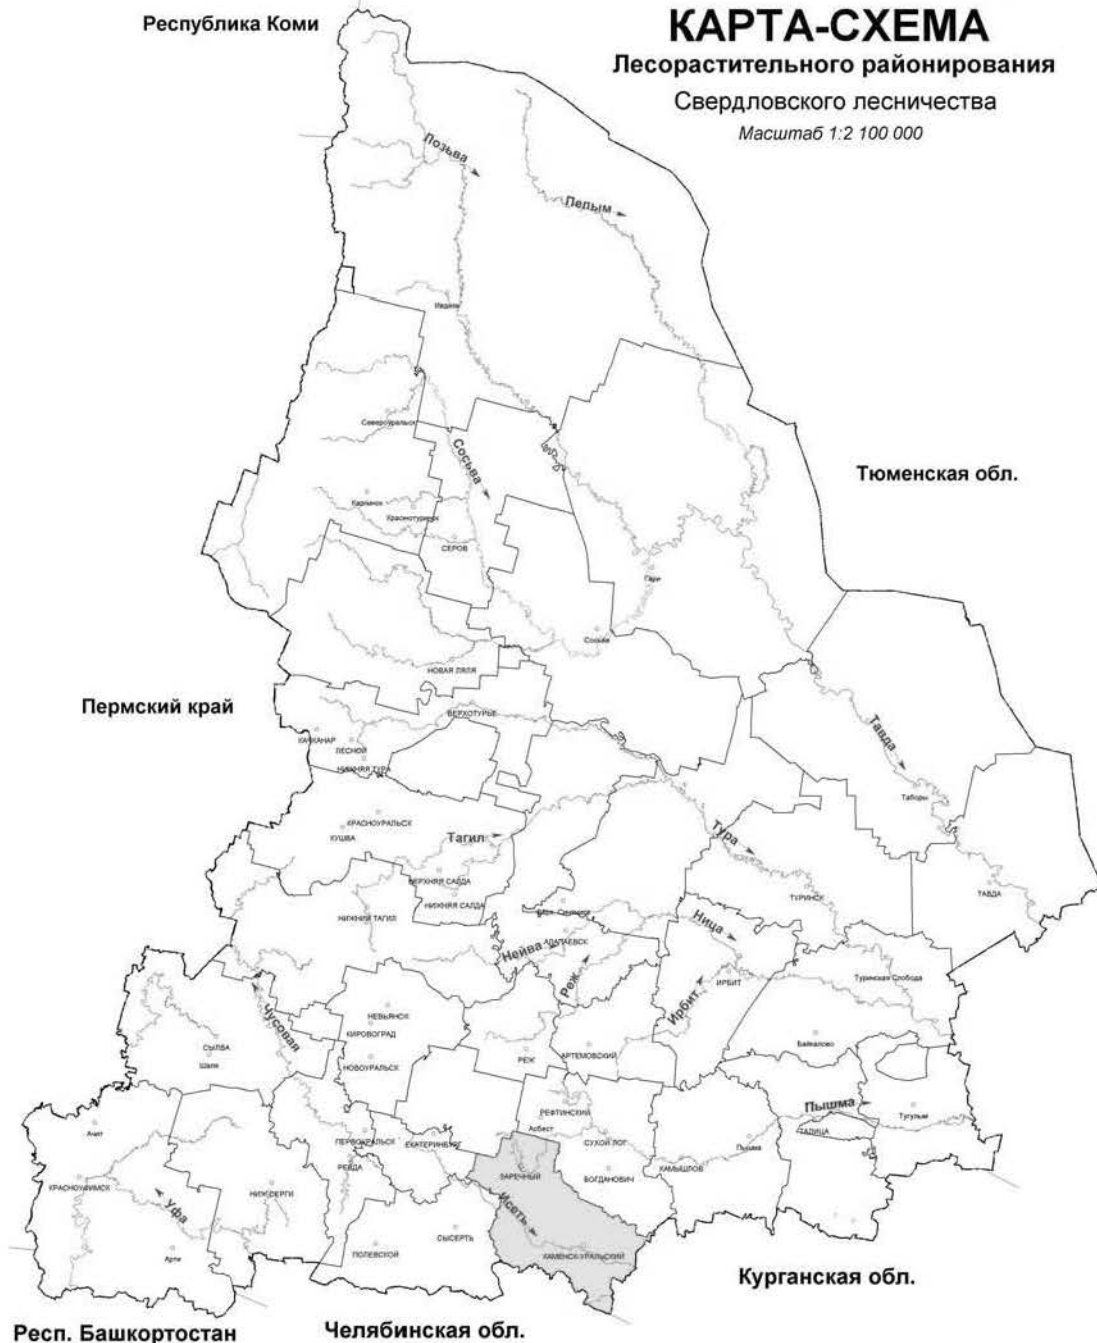 Республика Коми
КАРТА-СХЕМА
Лесорастительного районирования
Свердловского лесничества
Масштаб 1:2 100 000
Лозьва
Пелым
Ивдель
Североуральск
Сосьва
Тюменская обл.
Карпинск
Краснотурьинск
СЕРОВ
Гари
Сосьва
НОВАЯ ЛЯЛЯ
Пермский край
ВЕРХОТУРЬЕ
КАЧКАНАР
ЛЕСНОЙ
НИЖНЯЯ ТУРА
Тавда
Таборы
КРАСНОУРАЛЬСК
КУШВА
Тагил
Тура
ВЕРХНЯЯ САЛДА
НИЖНЯЯ САЛДА
ТУРИНСК
ТАВДА
НИЖНИЙ ТАГИЛ
АЛАПАЕВСК
Ница
Нейва
Реж
Ирбит
ИРБИТ
Туринская Слобода
Чусовая
НЕВЬЯНСК
КИРОВОГРАД
СЫЛВА
Шаля
НОВОУРАЛЬСК
РЕЖ
АРТЕМОВСКИЙ
Байкалово
Пышма
Тугулым
ТАЛИЦА
РЕФТИНСКИЙ
Асбест
СУХОЙ ЛОГ
Пышма
Ачит
ПЕРВОУРАЛЬСК
ЕКАТЕРИНБУРГ
РЕВДА
ЗАРЕЧНЫЙ
БОГДАНОВИЧ
КАМЫШЛОВ
КРАСНОУФИМСК
Уфа
НИЖ.СЕРГИ
Исеть
СЫСЕРТЬ
ПОЛЕВСКОЙ
Арти
КАМЕНСК-УРАЛЬСКИЙ
Курганская обл.
Респ. Башкортостан
Челябинская обл.